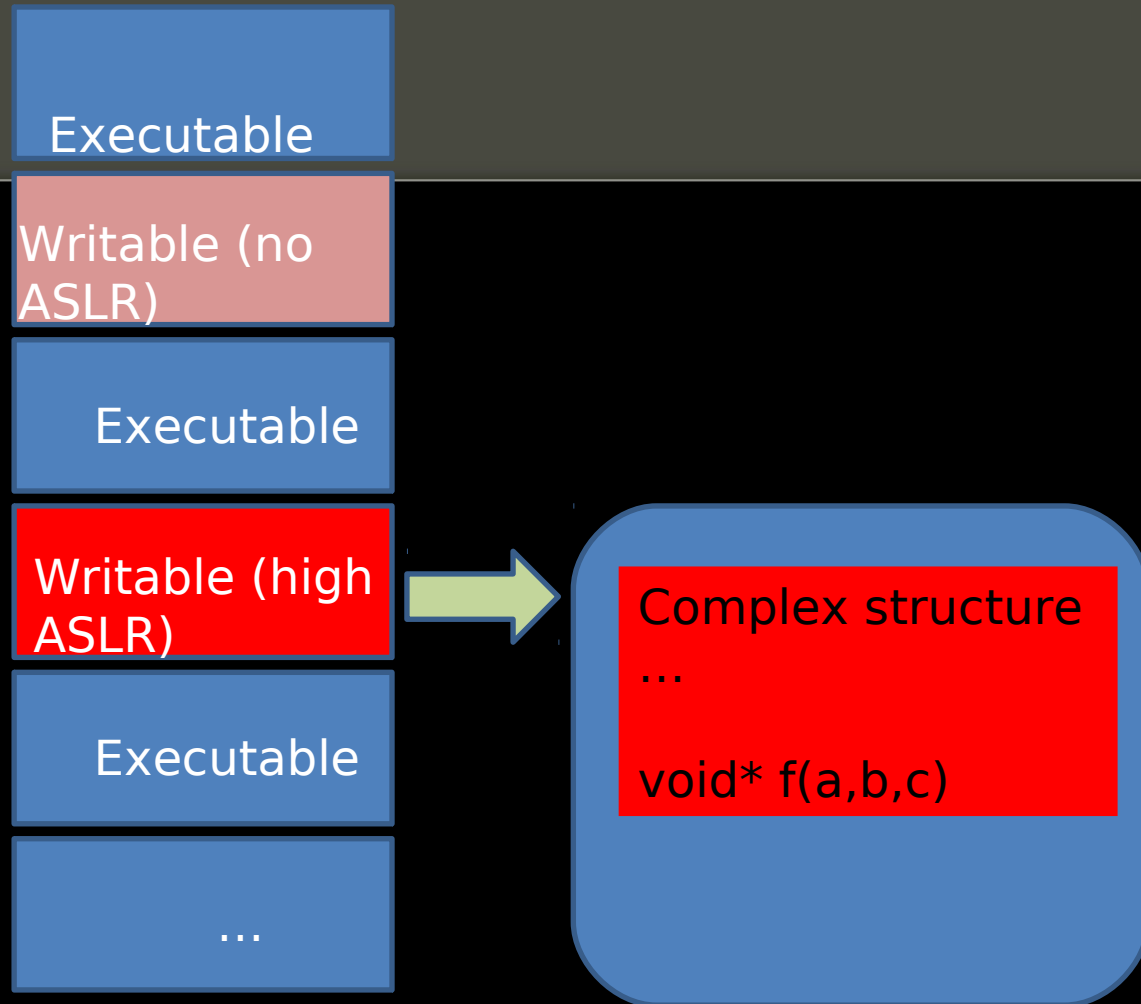 Executable
Writable (no
ASLR)
Executable
Writable (high
ASLR)
Executable
...
Complex structure
...
void* f(a,b,c)